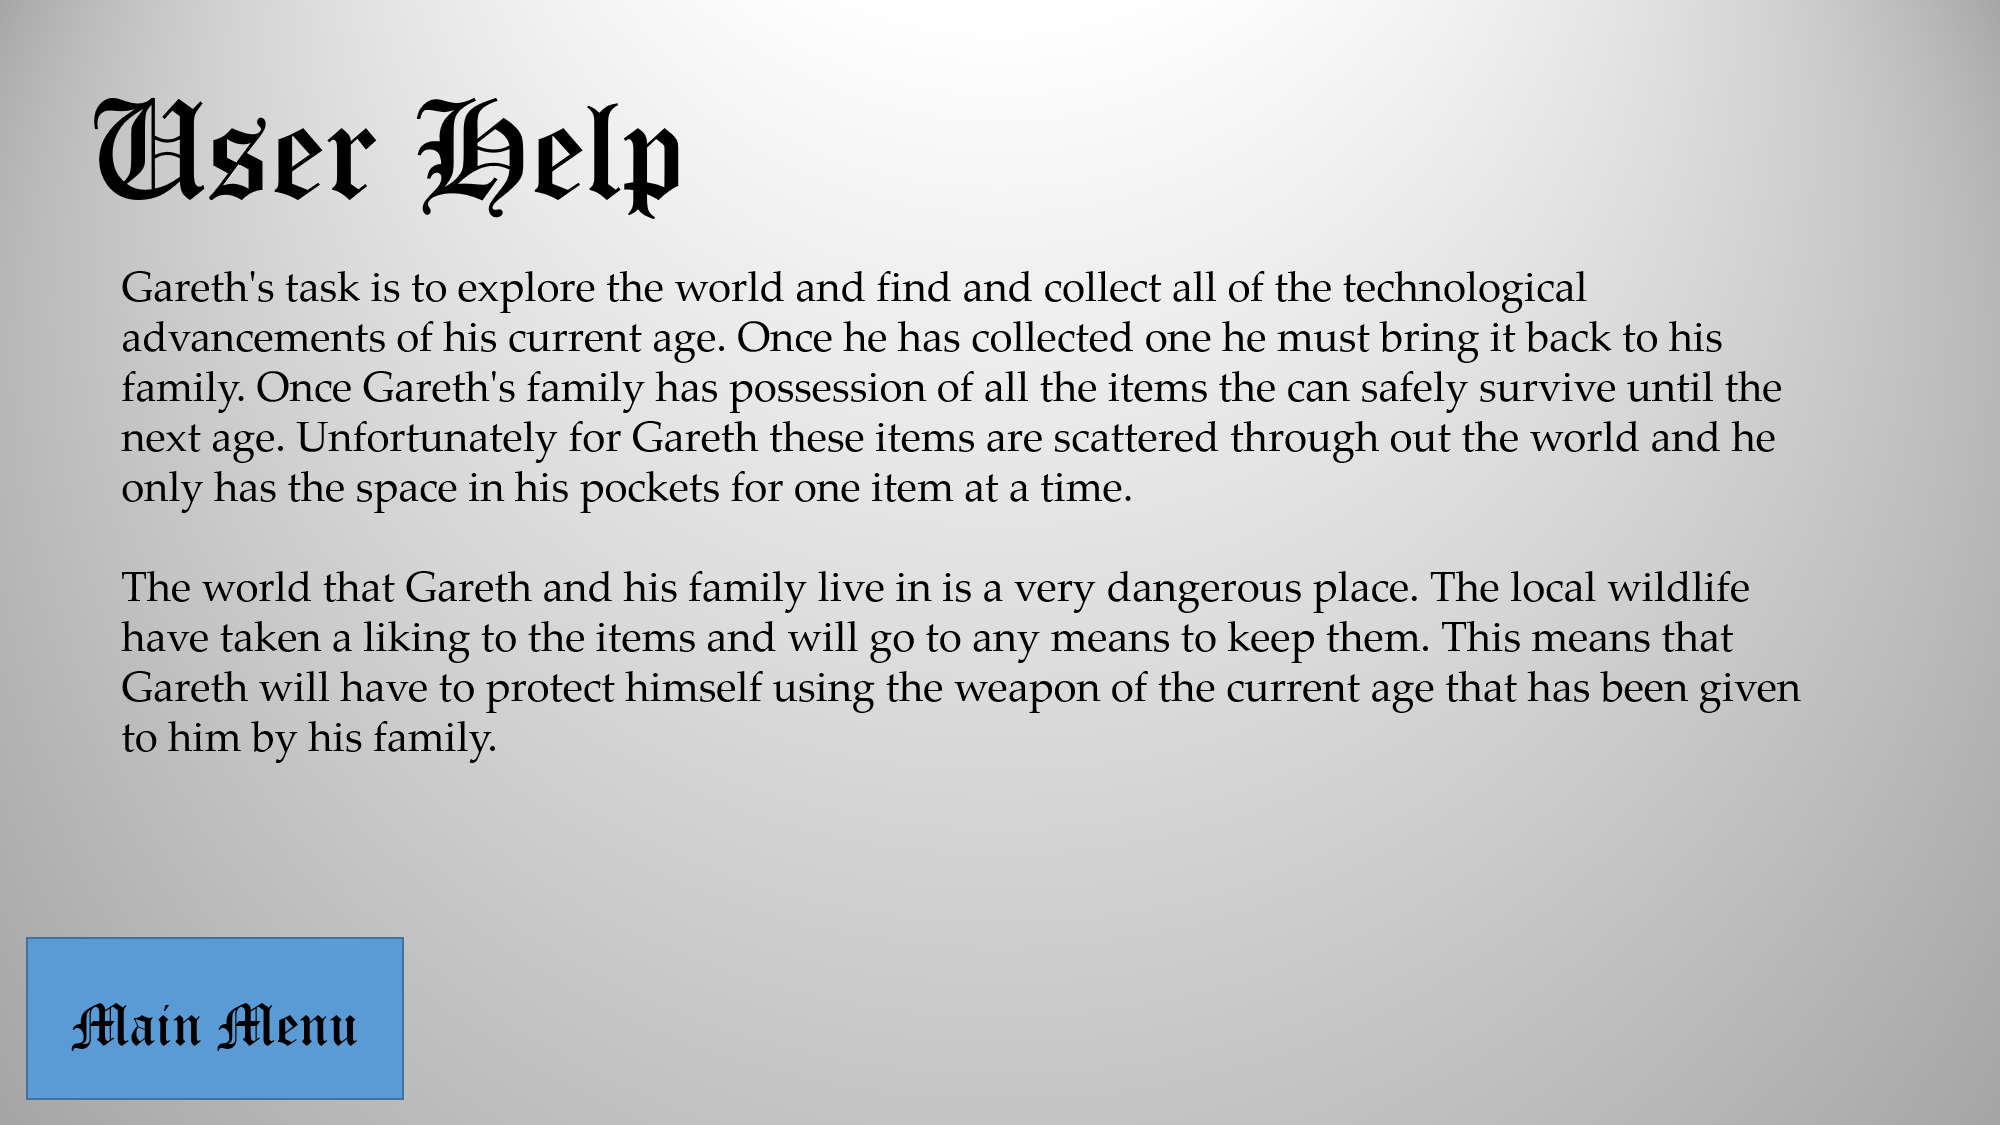 User Help
Gareth's task is to explore the world and find and collect all of the technological
advancements of his current age. Once he has collected one he must bring it back to his
family. Once Gareth's family has possession of all the items the can safely survive until the
next age. Unfortunately for Gareth these items are scattered through out the world and he
only has the space in his pockets for one item at a time.
The world that Gareth and his family live in is a very dangerous place. The local wildlife
have taken a liking to the items and will go to any means to keep them. This means that
Gareth will have to protect himself using the weapon of the current age that has been given
to him by his family.
Main Menu